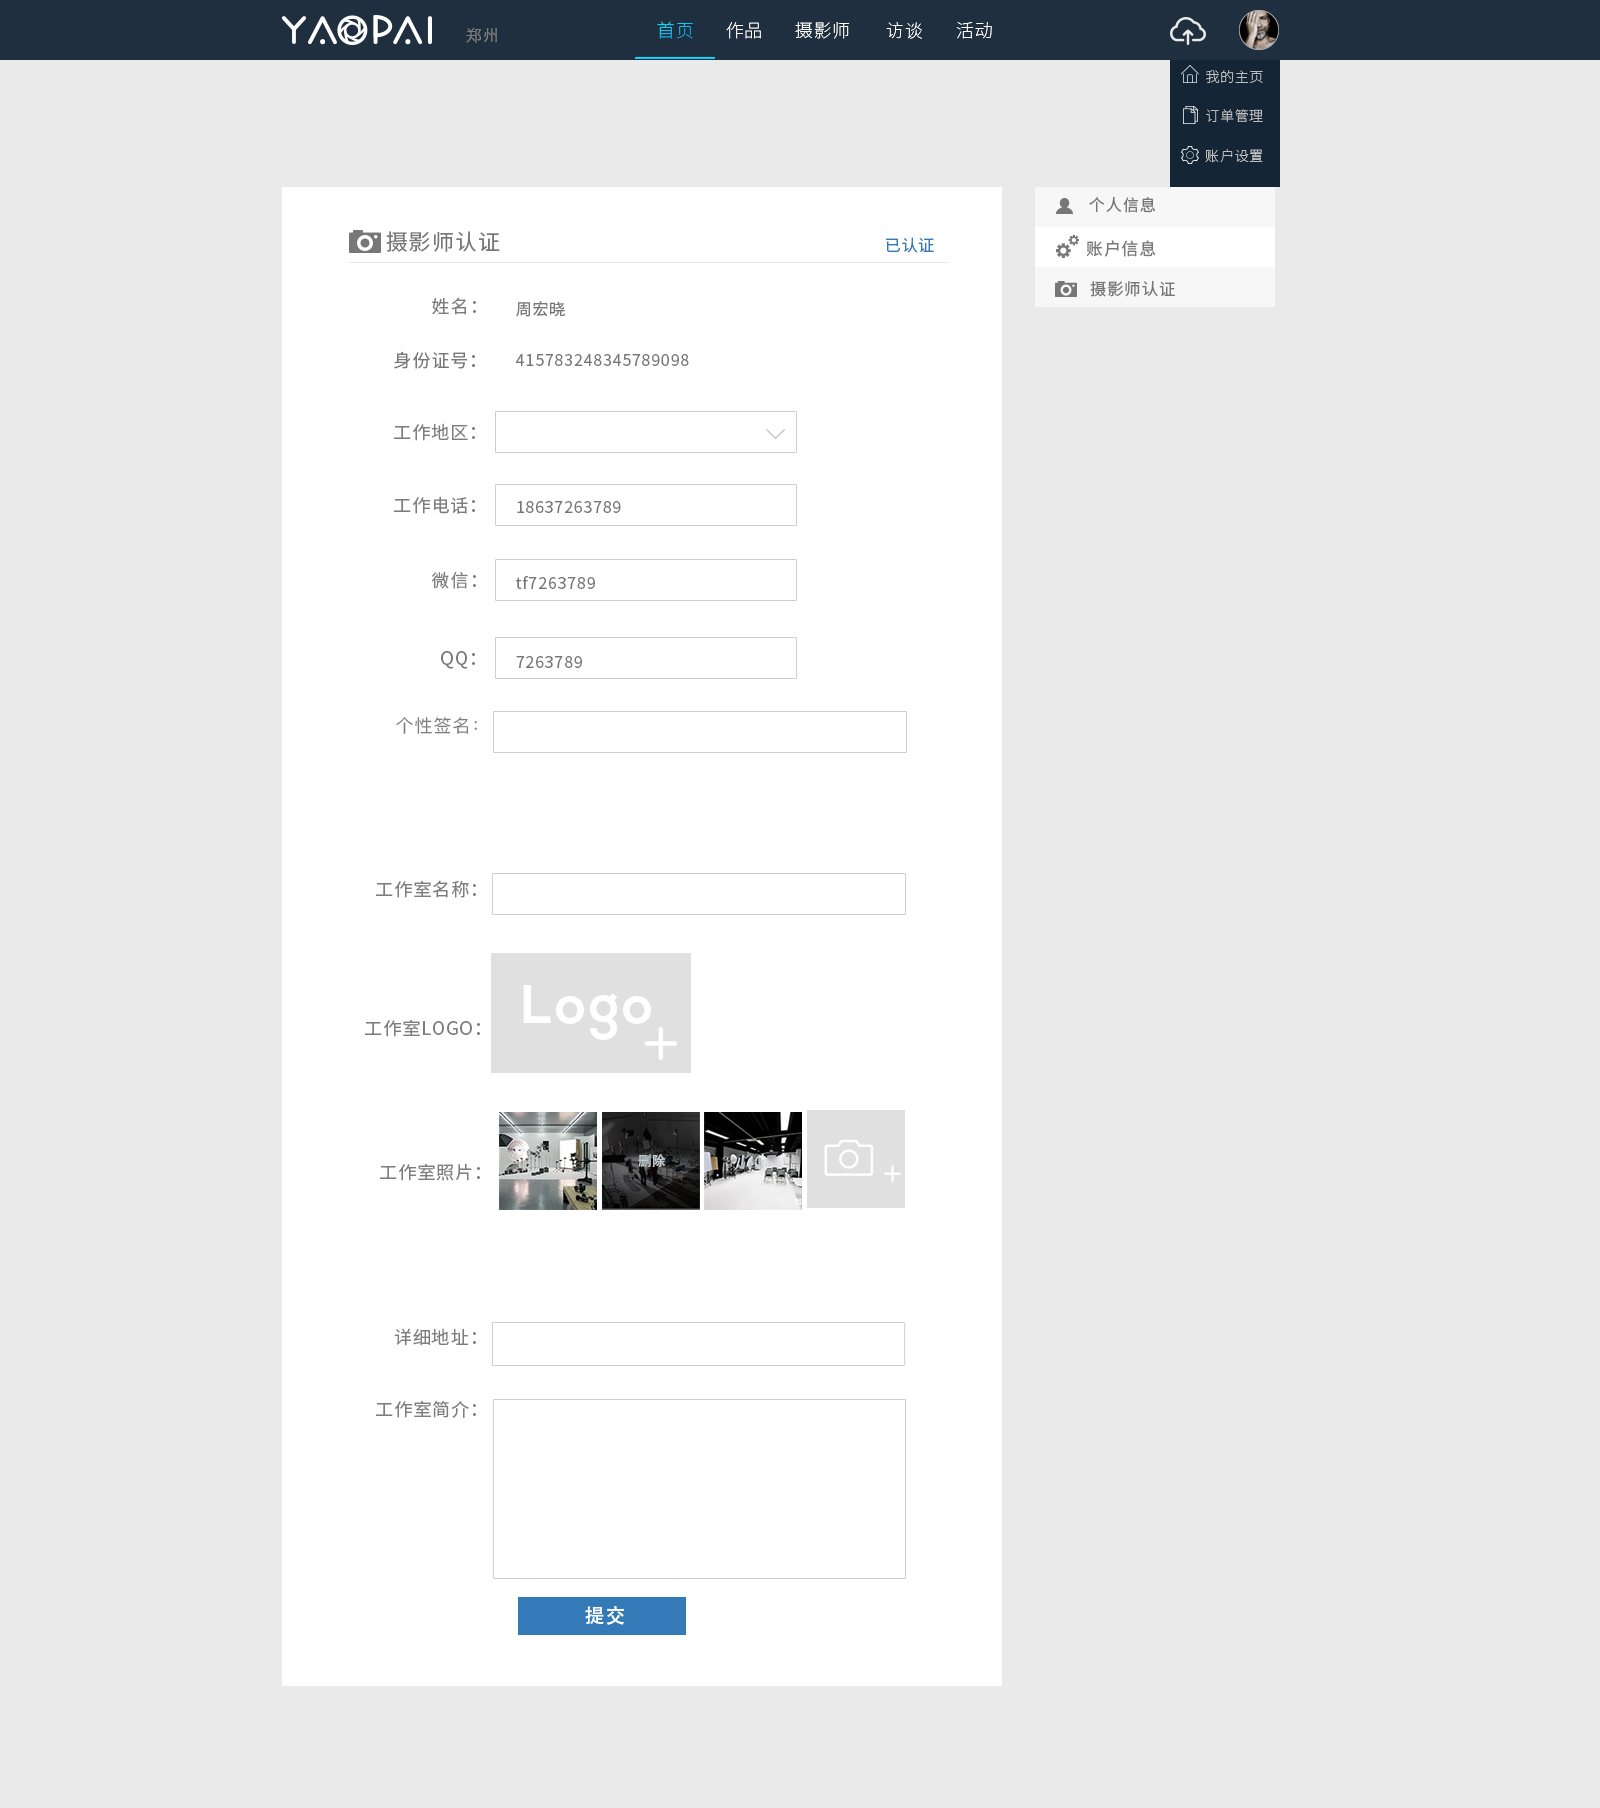 YAOPAI 郑州 首页 作品 摄影师 访谈 活动
我的主页
订单管理
账户设置
个人信息
账户信息
摄影师认证
摄影师认证 已认证
姓名： 周宏晓
身份证号： 415783248345789098
工作地区：
工作电话： 18637263789
微信： tf7263789
QQ： 7263789
个性签名：
工作室名称：
工作室LOGO： Logo
工作室照片： 删除
详细地址：
工作室简介：
提交